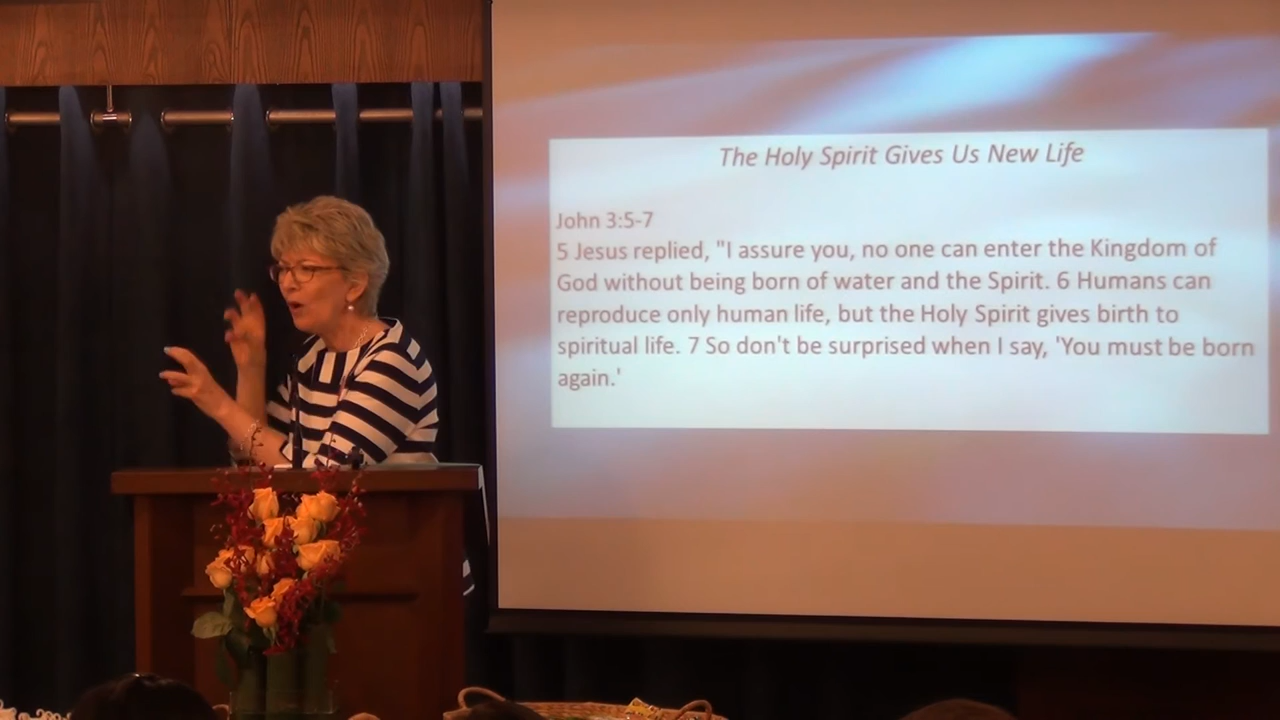 The Holy Spirit Gives Us New Life
John 3:5-7
5 Jesus replied, "I assure you, no one can enter the Kingdom of
God without being born of water and the Spirit. 6 Humans can
reproduce only human life, but the Holy Spirit gives birth to
spiritual life. 7 So don't be surprised when I say, 'You must be born
again.'